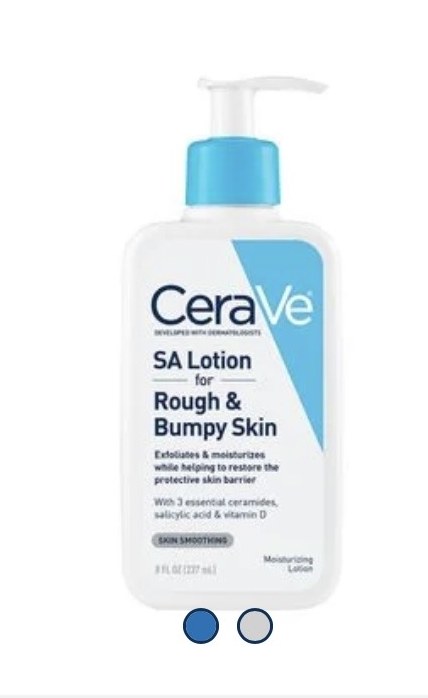 CeraVe®
DEVELOPED WITH DERMATOLOGISTS
SA Lotion
for
Rough &
Bumpy Skin
Exfoliates & moisturizes
while helping to restore the
protective skin barrier
With 3 essential ceramides,
salicylic acid & vitamin D
SKIN SMOOTHING
Moisturizing
Lotion
8 FL OZ (237 mL)